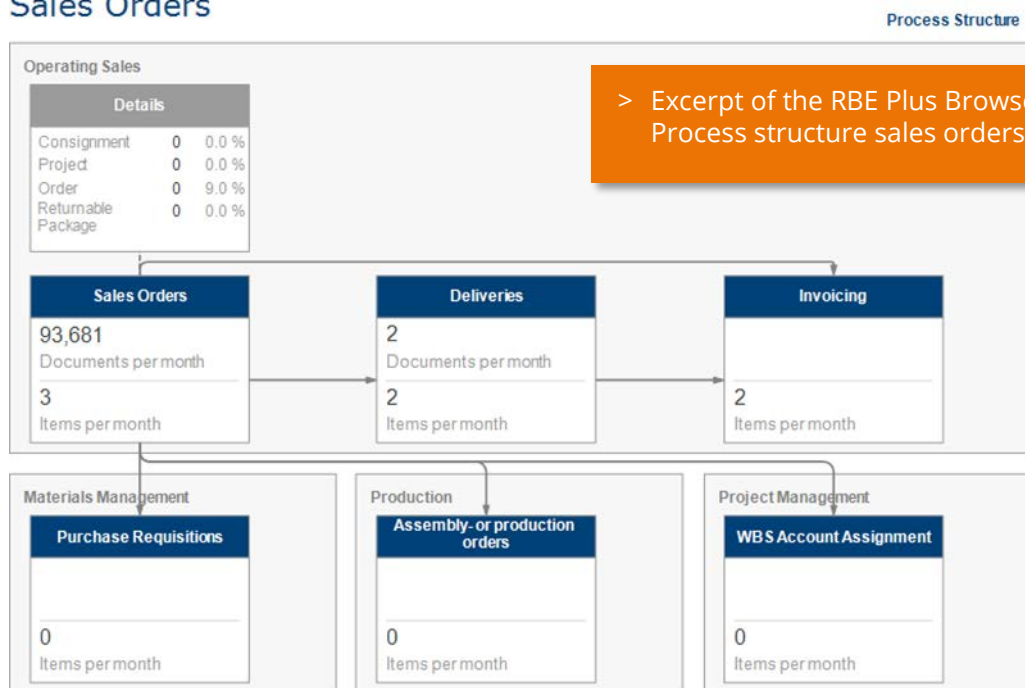 Sales Orders
Process Structure
Operating Sales
Details
Consignment 0 0.0 %
Project 0 0.0 %
Order 0 9.0 %
Returnable
Package 0 0.0 %
> Excerpt of the RBE Plus Browse
Process structure sales orders
Sales Orders
93,681
Documents per month
3
Items per month
Deliveries
2
Documents per month
2
Items per month
Invoicing
2
Items per month
Materials Management
Purchase Requisitions
0
Items per month
Production
Assembly- or production
orders
0
Items per month
Project Management
WBS Account Assignment
0
Items per month